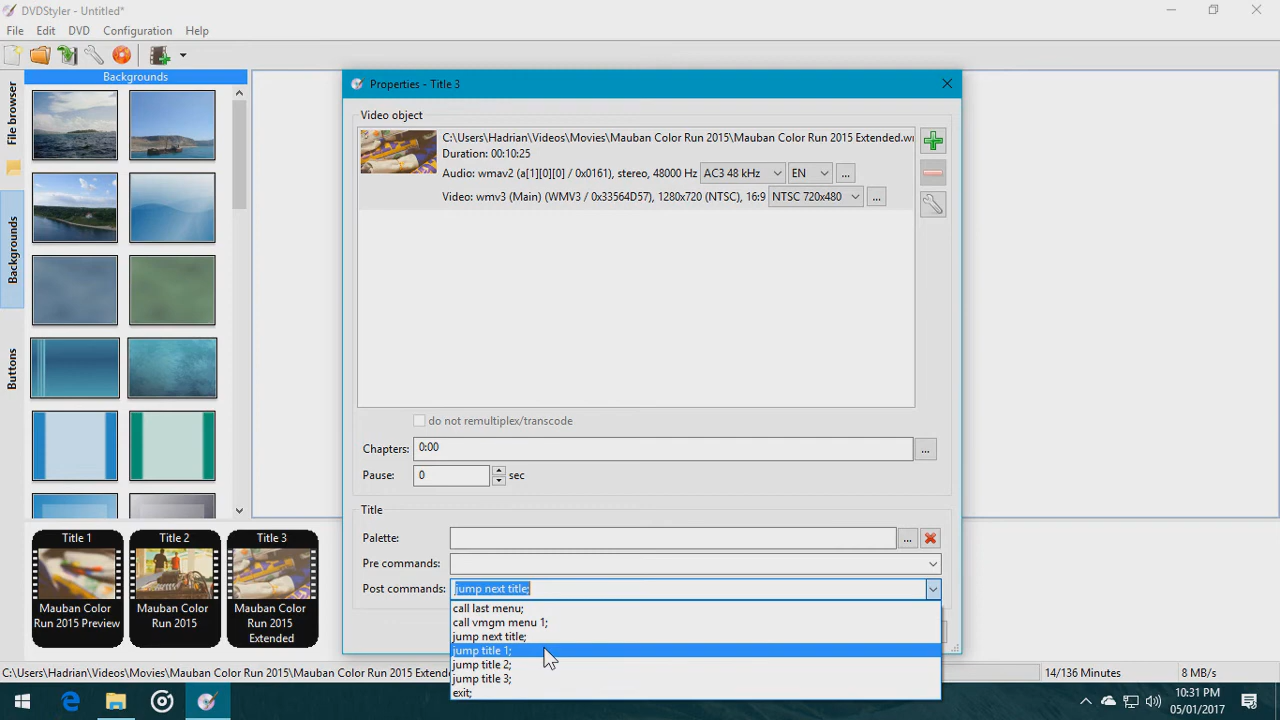 DVDStyler - Untitled*
File Edit DVD Configuration Help
File browser
Backgrounds
Buttons
Backgrounds
Properties - Title 3
Video object
C:\Users\Hadrian\Videos\Movies\Mauban Color Run 2015\Mauban Color Run 2015 Extended.wm
Duration: 00:10:25
Audio: wmav2 (a[1][0][0] / 0x0161), stereo, 48000 Hz AC3 48 kHz EN ...
Video: wmv3 (Main) (WMV3 / 0x33564D57), 1280x720 (NTSC), 16:9 NTSC 720x480 ...
do not remultiplex/transcode
Chapters: 0:00 ...
Pause: 0 sec
Title
Palette: ...
Pre commands:
Post commands: jump next title;
call last menu;
call vmgm menu 1;
jump next title;
jump title 1;
jump title 2;
jump title 3;
exit;
Title 1
Mauban Color
Run 2015 Preview
Title 2
Mauban Color
Run 2015
Title 3
Mauban Color
Run 2015
Extended
C:\Users\Hadrian\Videos\Movies\Mauban Color Run 2015\Mauban Color Run 2015 Exten
14/136 Minutes
8 MB/s
10:31 PM
05/01/2017